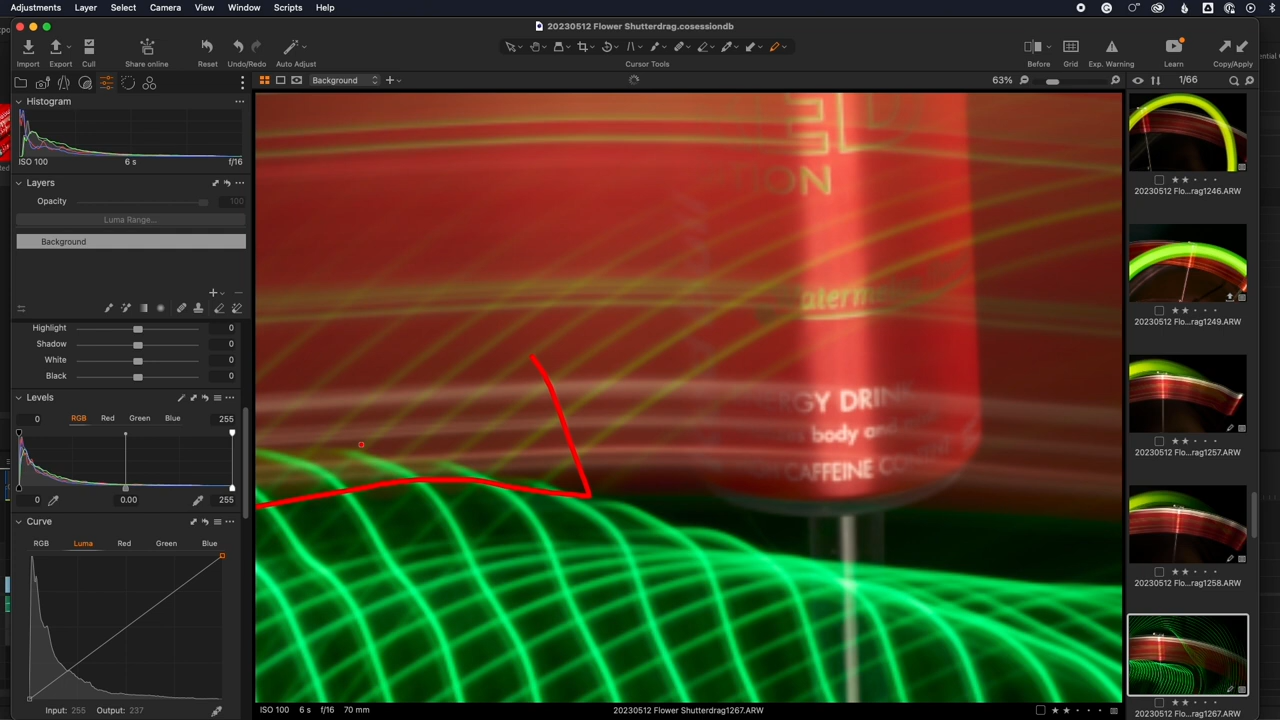 Adjustments Layer Select Camera View Window Scripts Help
20230512 Flower Shutterdrag.cosessiondb
Import Export Cull Share online Reset Undo/Redo Auto Adjust Cursor Tools Before Grid Exp. Warning Learn Copy/Apply
Background 63% 1/66
Histogram
ISO 100 6 s f/16
Layers
Opacity 100
Luma Range...
Background
Highlight 0
Shadow 0
White 0
Black 0
Levels
0 RGB Red Green Blue 255
0 0.00 255
Curve
RGB Luma Red Green Blue
Input: 255 Output: 237
ION
ENERGY DRINK
body and
CAFFEINE
ISO 100 6 s f/16 70 mm
20230512 Flower Shutterdrag1267.ARW
20230512 Flo...rag1246.ARW
20230512 Flo...rag1249.ARW
20230512 Flo...rag1257.ARW
20230512 Flo...rag1258.ARW
20230512 Flo...rag1267.ARW